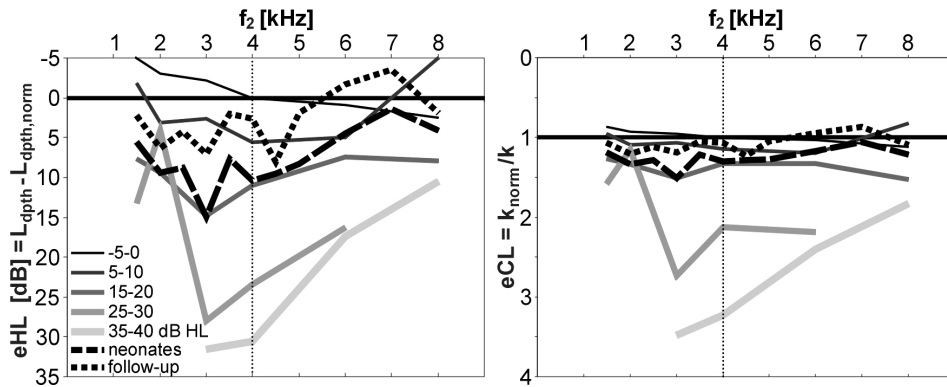 f2 [kHz]
1 2 3 4 5 6 7 8
-5
0
5
10
15
20
25
30
35
eHL [dB] = Ldpth - Ldpth,norm
-5-0
5-10
15-20
25-30
35-40 dB HL
neonates
follow-up
f2 [kHz]
1 2 3 4 5 6 7 8
0
1
2
3
4
eCL = knorm/k